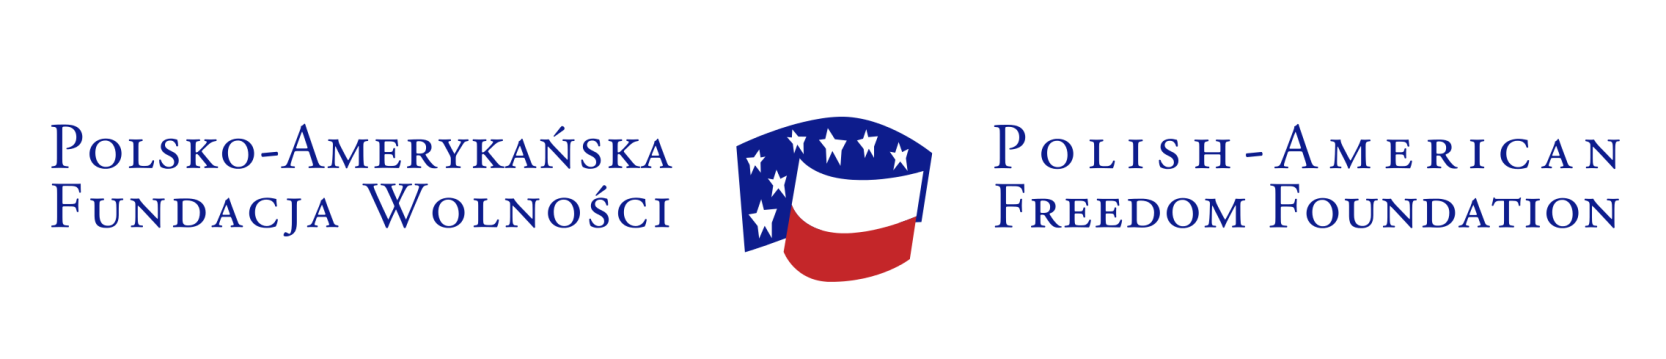 Polsko-Amerykańska
Fundacja Wolności
Polish-American
Freedom Foundation